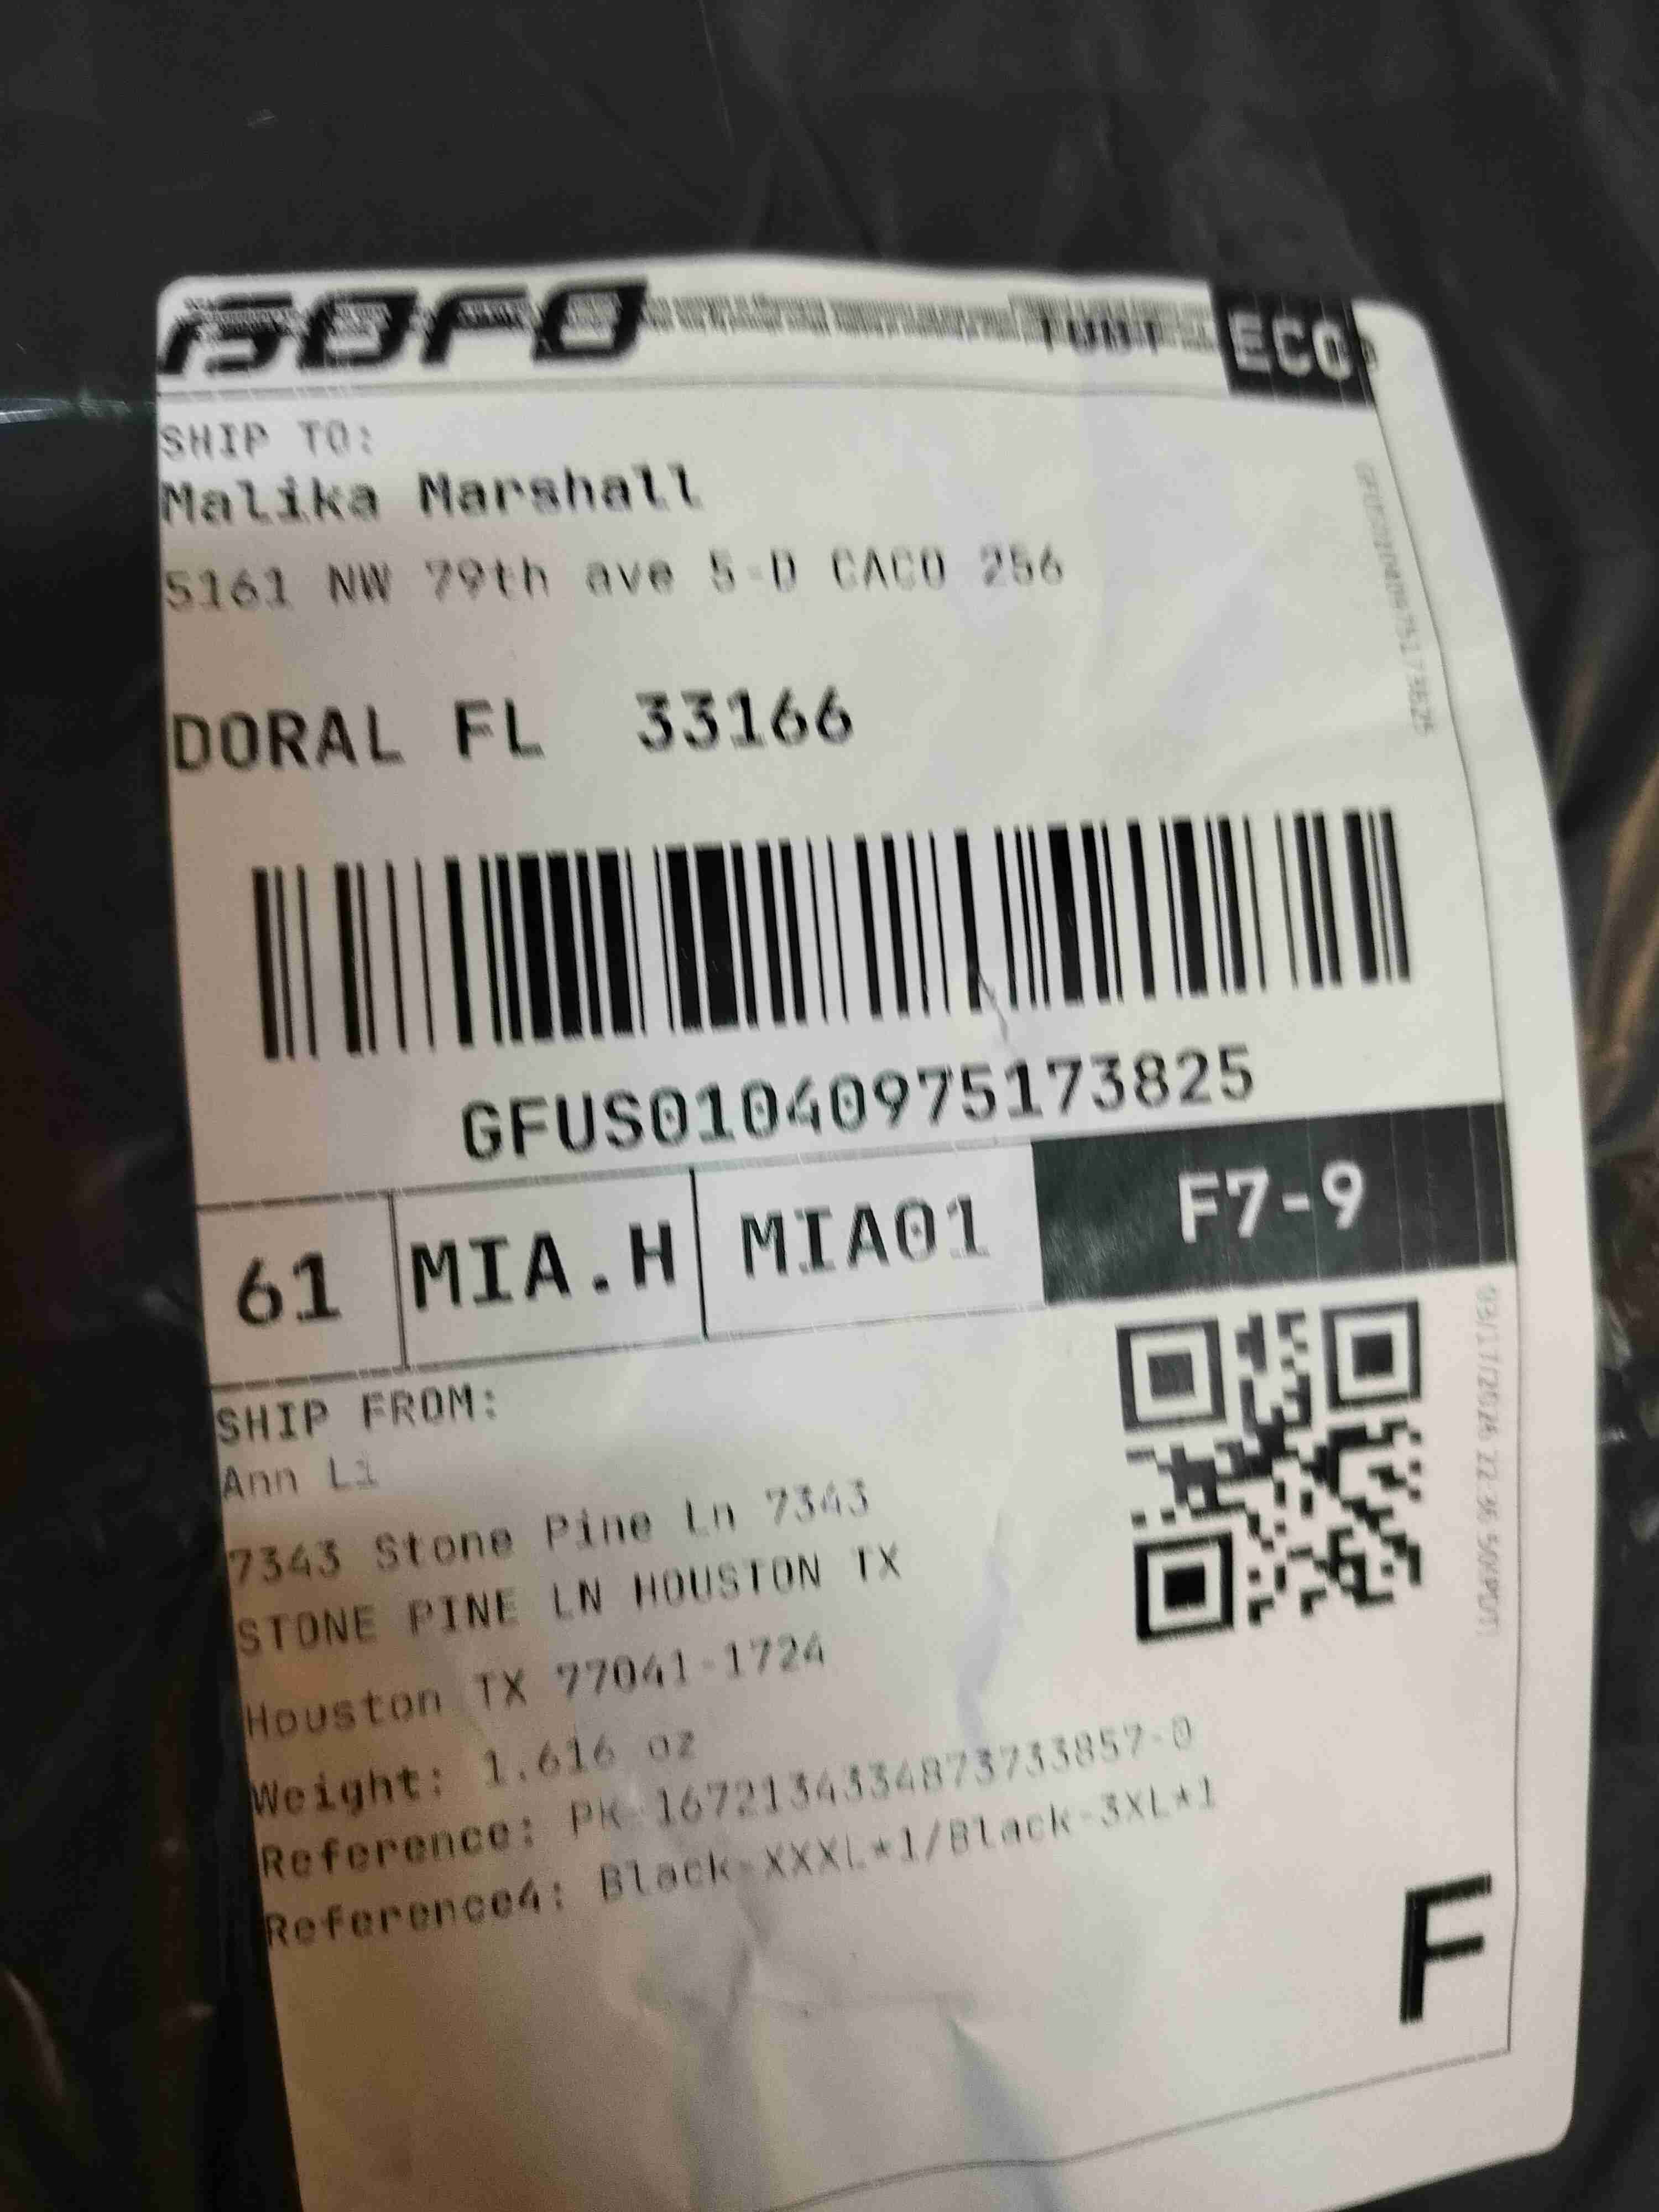 GOFO
ECO
SHIP TO:
Malika Marshall
5161 NW 79th ave 5-D CACO 256
DORAL FL 33166
GFUS01040975173825
61 MIA.H MIA01 F7-9
SHIP FROM:
Ann Li
7343 Stone Pine Ln 7343
STONE PINE LN HOUSTON TX
Houston TX 77041-1724
Weight: 1.616 oz
Reference: PK-1672134334873733857-0
Reference4: Black-XXXL*1/Black-3XL*1
F